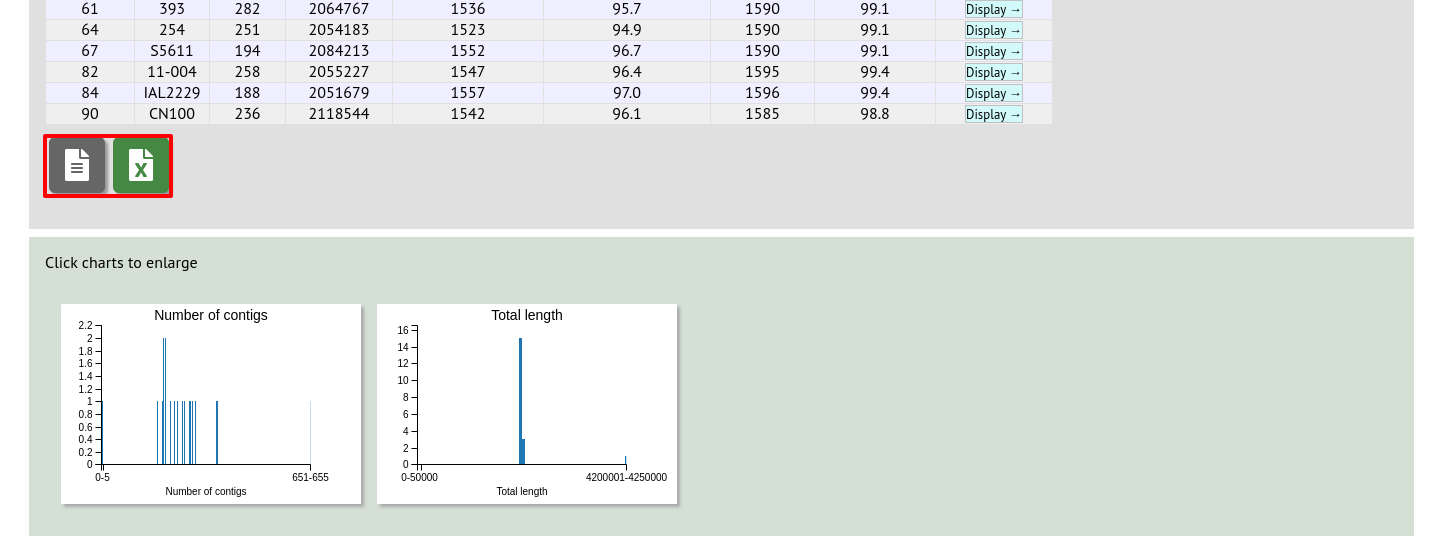 61 393 282 2064767 1536 95.7 1590 99.1 Display →
64 254 251 2054183 1523 94.9 1590 99.1 Display →
67 S5611 194 2084213 1552 96.7 1590 99.1 Display →
82 11-004 258 2055227 1547 96.4 1595 99.4 Display →
84 IAL2229 188 2051679 1557 97.0 1596 99.4 Display →
90 CN100 236 2118544 1542 96.1 1585 98.8 Display →
X
Click charts to enlarge
Number of contigs
2.2
2
1.8
1.6
1.4
1.2
1
0.8
0.6
0.4
0.2
0
0-5 651-655
Number of contigs
Total length
16
14
12
10
8
6
4
2
0
0-50000 4200001-4250000
Total length